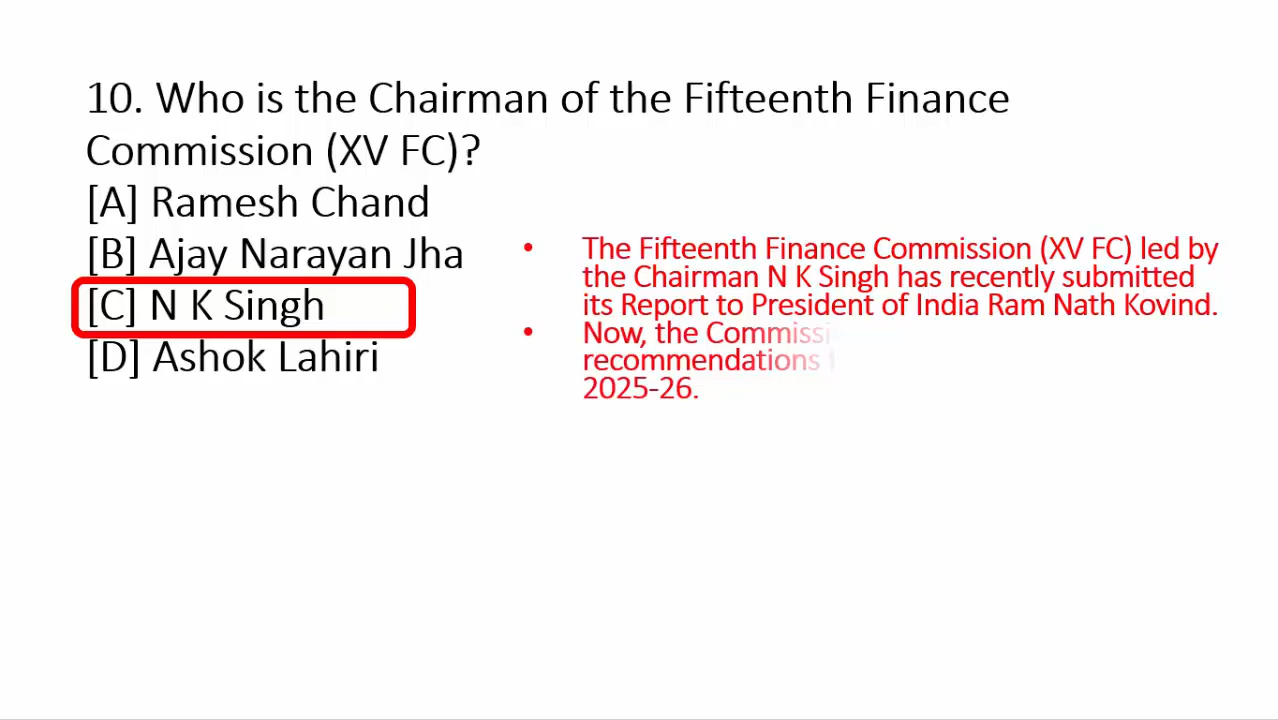 10. Who is the Chairman of the Fifteenth Finance
Commission (XV FC)?
[A] Ramesh Chand
[B] Ajay Narayan Jha
[C] N K Singh
[D] Ashok Lahiri
• The Fifteenth Finance Commission (XV FC) led by
the Chairman N K Singh has recently submitted
its Report to President of India Ram Nath Kovind.
• Now, the
recommendations
2025-26.